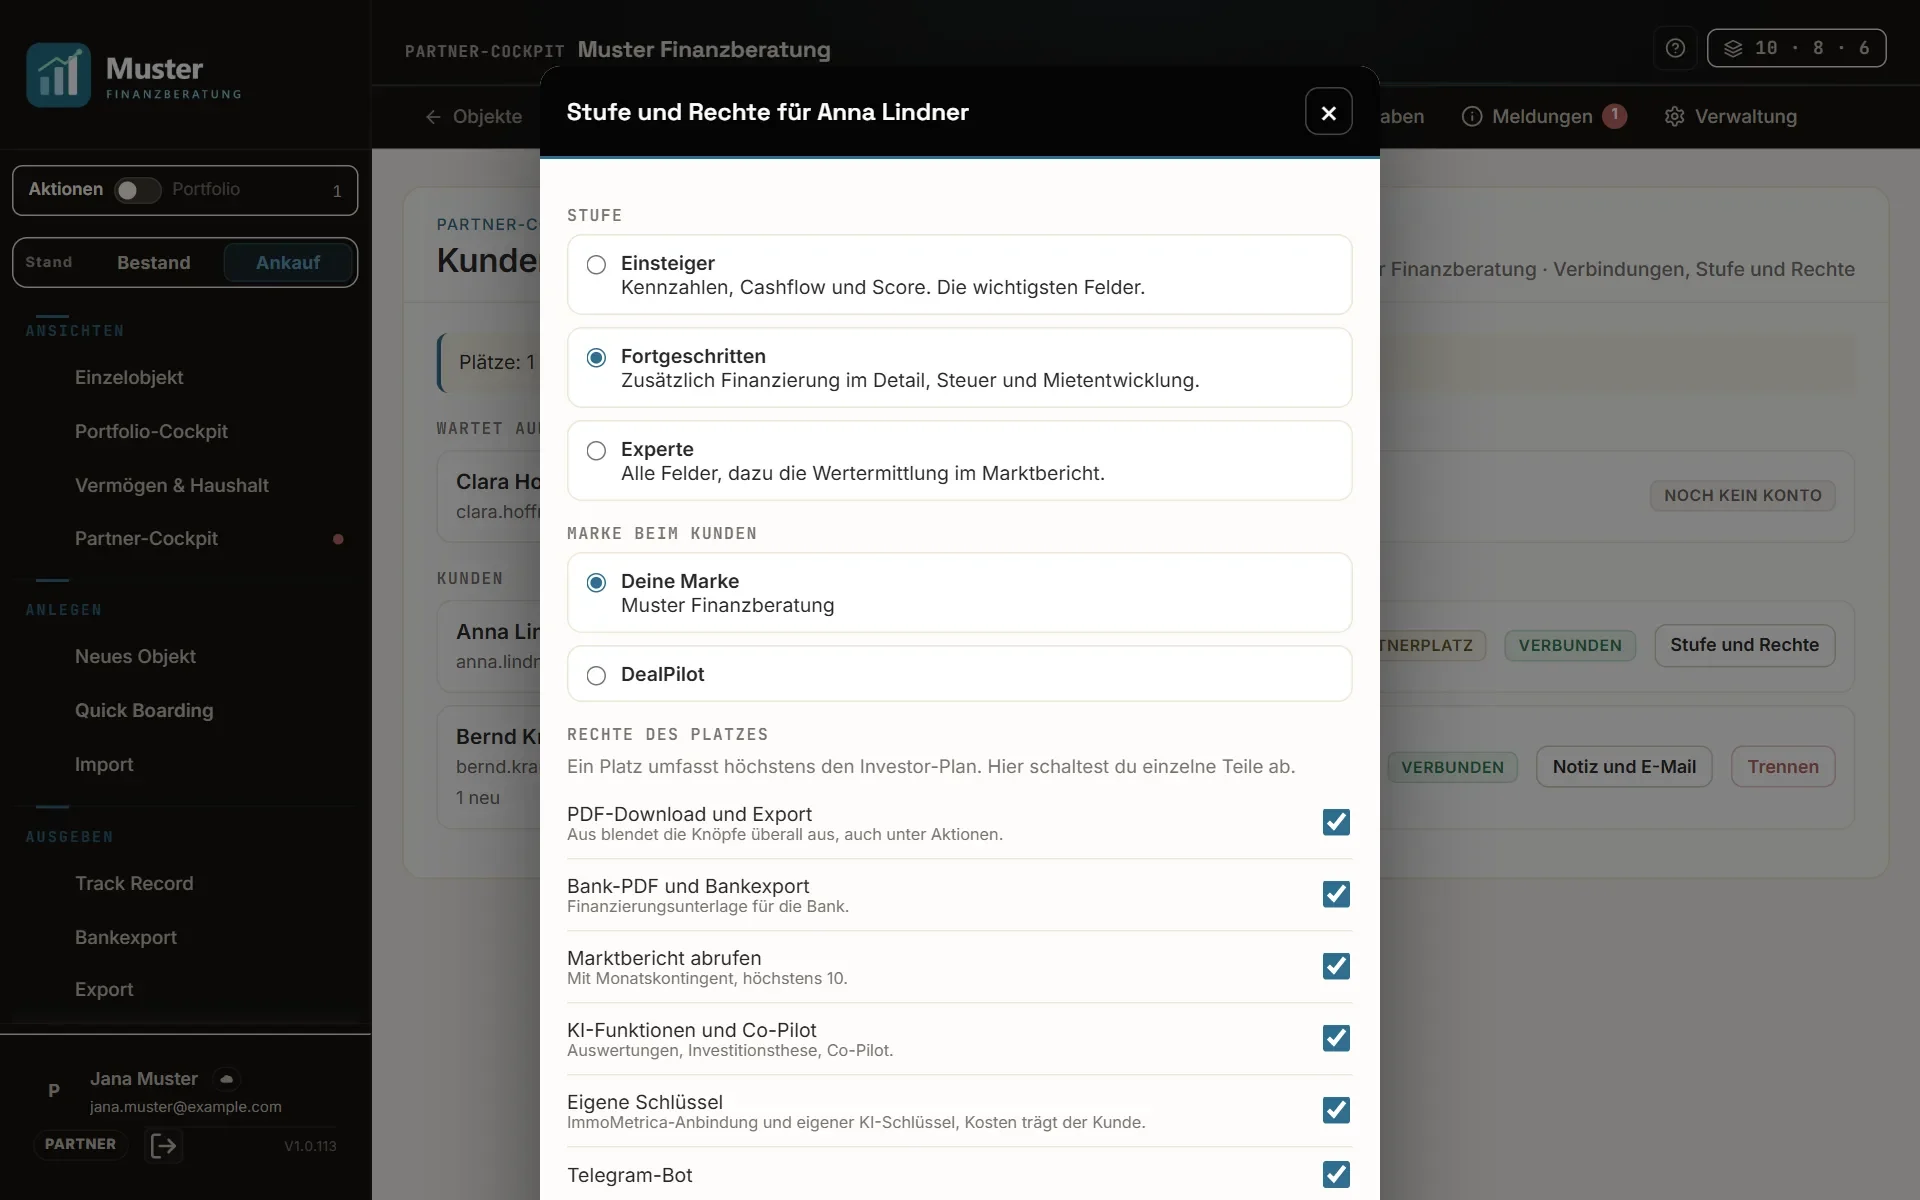 Muster
FINANZBERATUNG
PARTNER-COCKPIT Muster Finanzberatung
10 · 8 · 6
Objekte
aben
Meldungen 1
Verwaltung
Aktionen Portfolio 1
Stand Bestand Ankauf
ANSICHTEN
Einzelobjekt
Portfolio-Cockpit
Vermögen & Haushalt
Partner-Cockpit
ANLEGEN
Neues Objekt
Quick Boarding
Import
AUSGEBEN
Track Record
Bankexport
Export
P
Jana Muster
jana.muster@example.com
PARTNER
V1.0.113
PARTNER-C
Kunde
r Finanzberatung · Verbindungen, Stufe und Rechte
Plätze: 1
WARTET AU
Clara Ho
clara.hoff
NOCH KEIN KONTO
KUNDEN
Anna Lin
anna.lindn
TNERPLATZ VERBUNDEN Stufe und Rechte
Bernd Kr
bernd.kra
1 neu
VERBUNDEN Notiz und E-Mail Trennen
Stufe und Rechte für Anna Lindner
STUFE
Einsteiger
Kennzahlen, Cashflow und Score. Die wichtigsten Felder.
Fortgeschritten
Zusätzlich Finanzierung im Detail, Steuer und Mietentwicklung.
Experte
Alle Felder, dazu die Wertermittlung im Marktbericht.
MARKE BEIM KUNDEN
Deine Marke
Muster Finanzberatung
DealPilot
RECHTE DES PLATZES
Ein Platz umfasst höchstens den Investor-Plan. Hier schaltest du einzelne Teile ab.
PDF-Download und Export
Aus blendet die Knöpfe überall aus, auch unter Aktionen.
Bank-PDF und Bankexport
Finanzierungsunterlage für die Bank.
Marktbericht abrufen
Mit Monatskontingent, höchstens 10.
KI-Funktionen und Co-Pilot
Auswertungen, Investitionsthese, Co-Pilot.
Eigene Schlüssel
ImmoMetrica-Anbindung und eigener KI-Schlüssel, Kosten trägt der Kunde.
Telegram-Bot